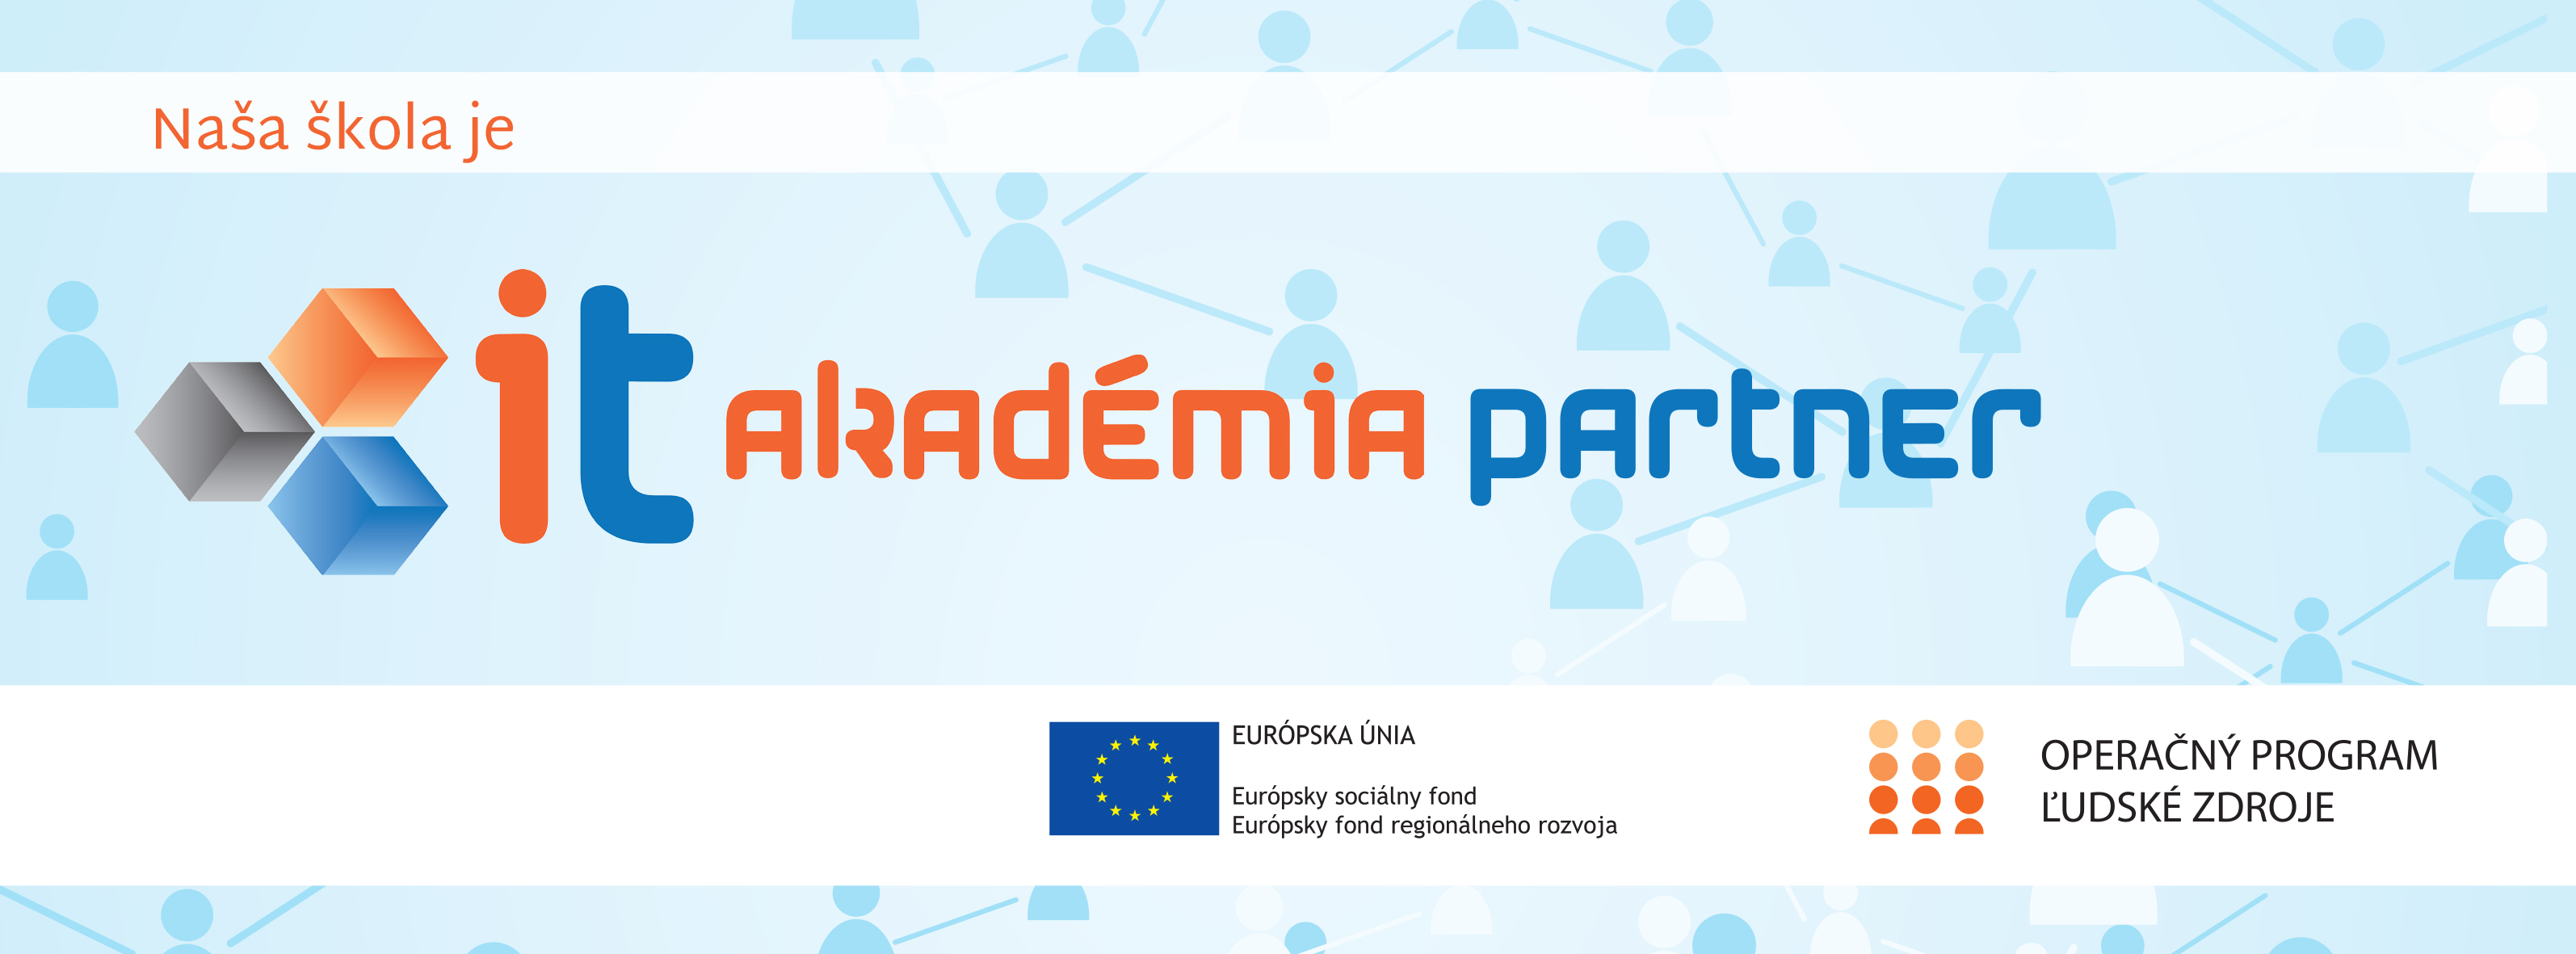 Naša škola je
it akadémia partner
EURÓPSKA ÚNIA
Európsky sociálny fond
Európsky fond regionálneho rozvoja
OPERAČNÝ PROGRAM
ĽUDSKÉ ZDROJE